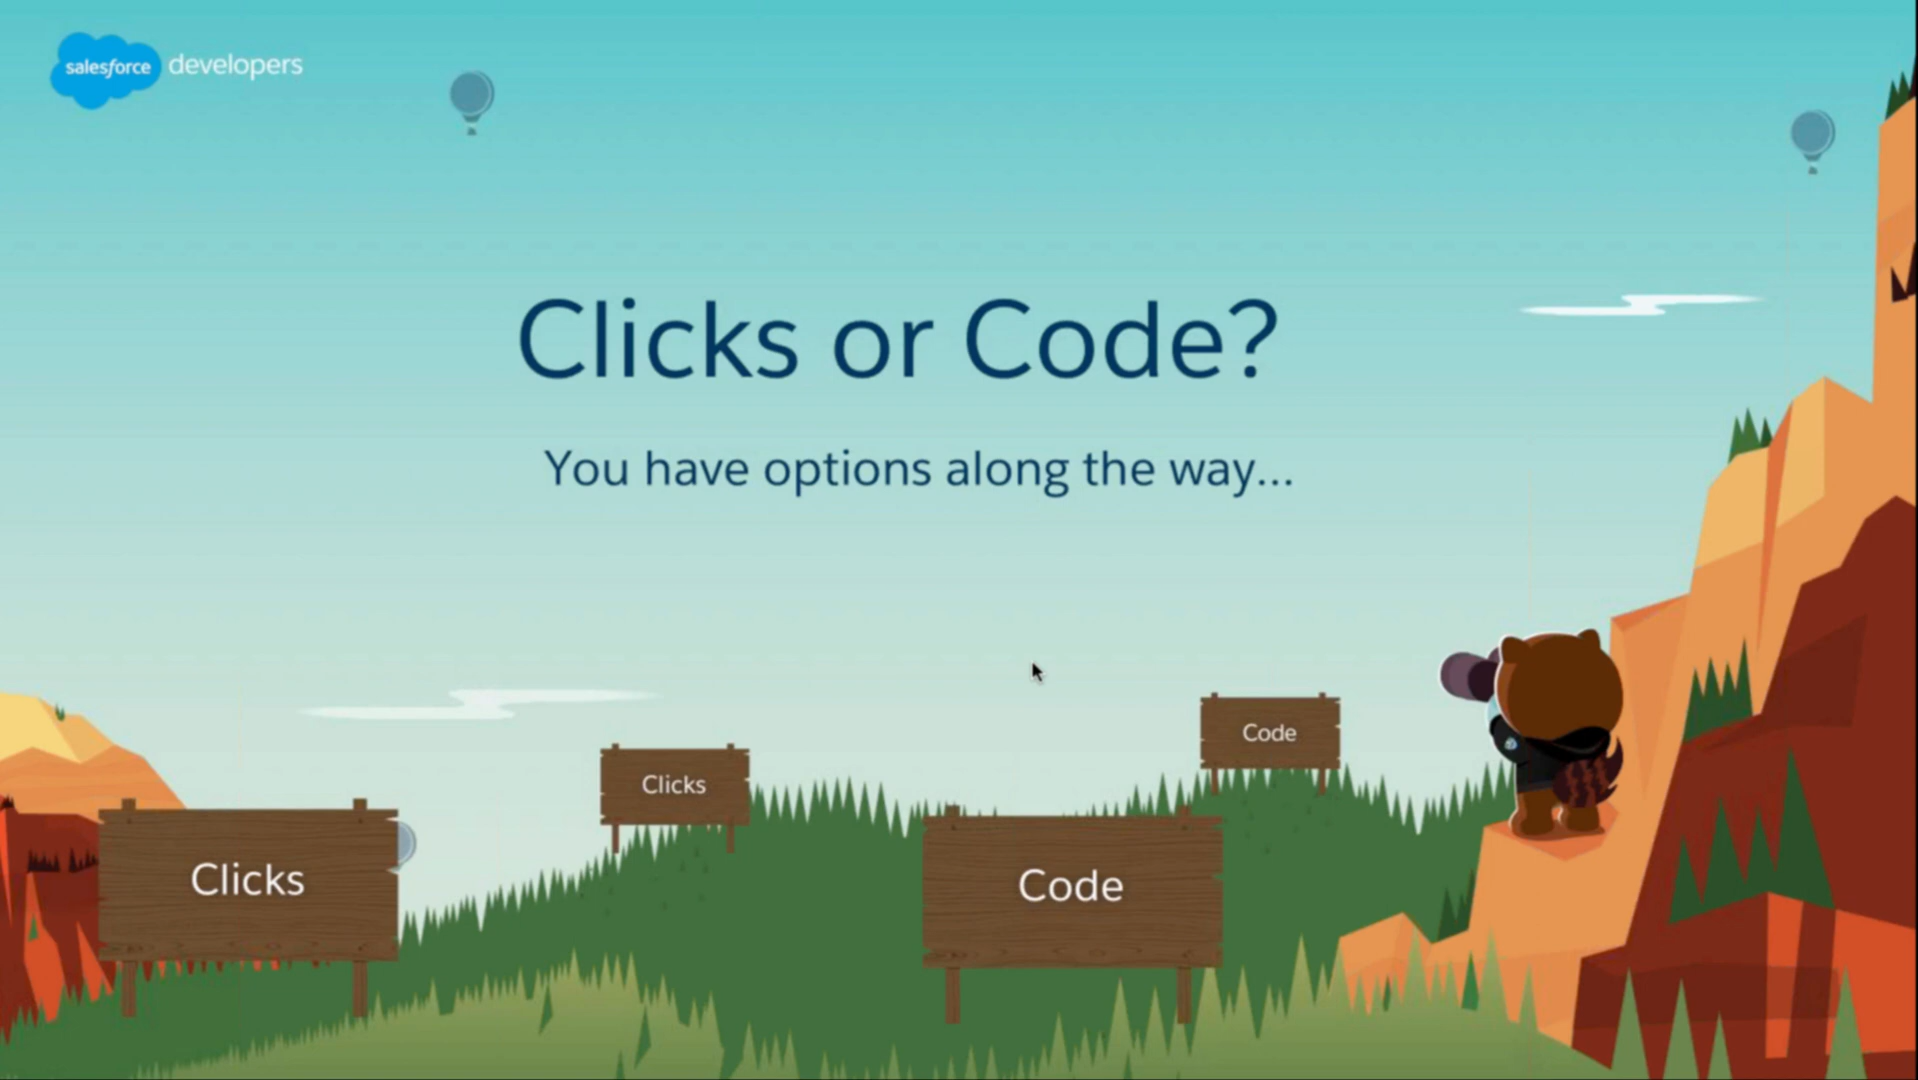 salesforce developers
Clicks or Code?
You have options along the way...
Code
Clicks
Clicks
Code